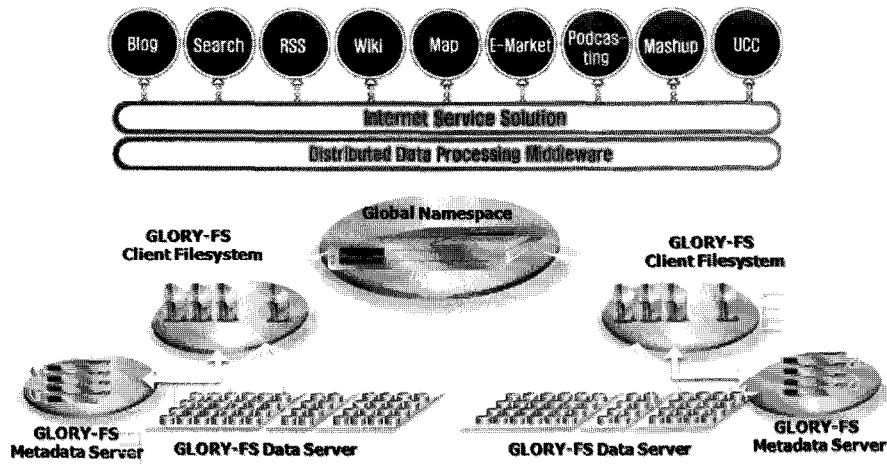 Blog Search RSS Wiki Map E-Market Podcas-
ting Mashup UCC
Internet Service Solution
Distributed Data Processing Middleware
Global Namespace
GLORY-FS
Client Filesystem
GLORY-FS
Client Filesystem
GLORY-FS
Metadata Server
GLORY-FS Data Server
GLORY-FS Data Server
GLORY-FS
Metadata Server